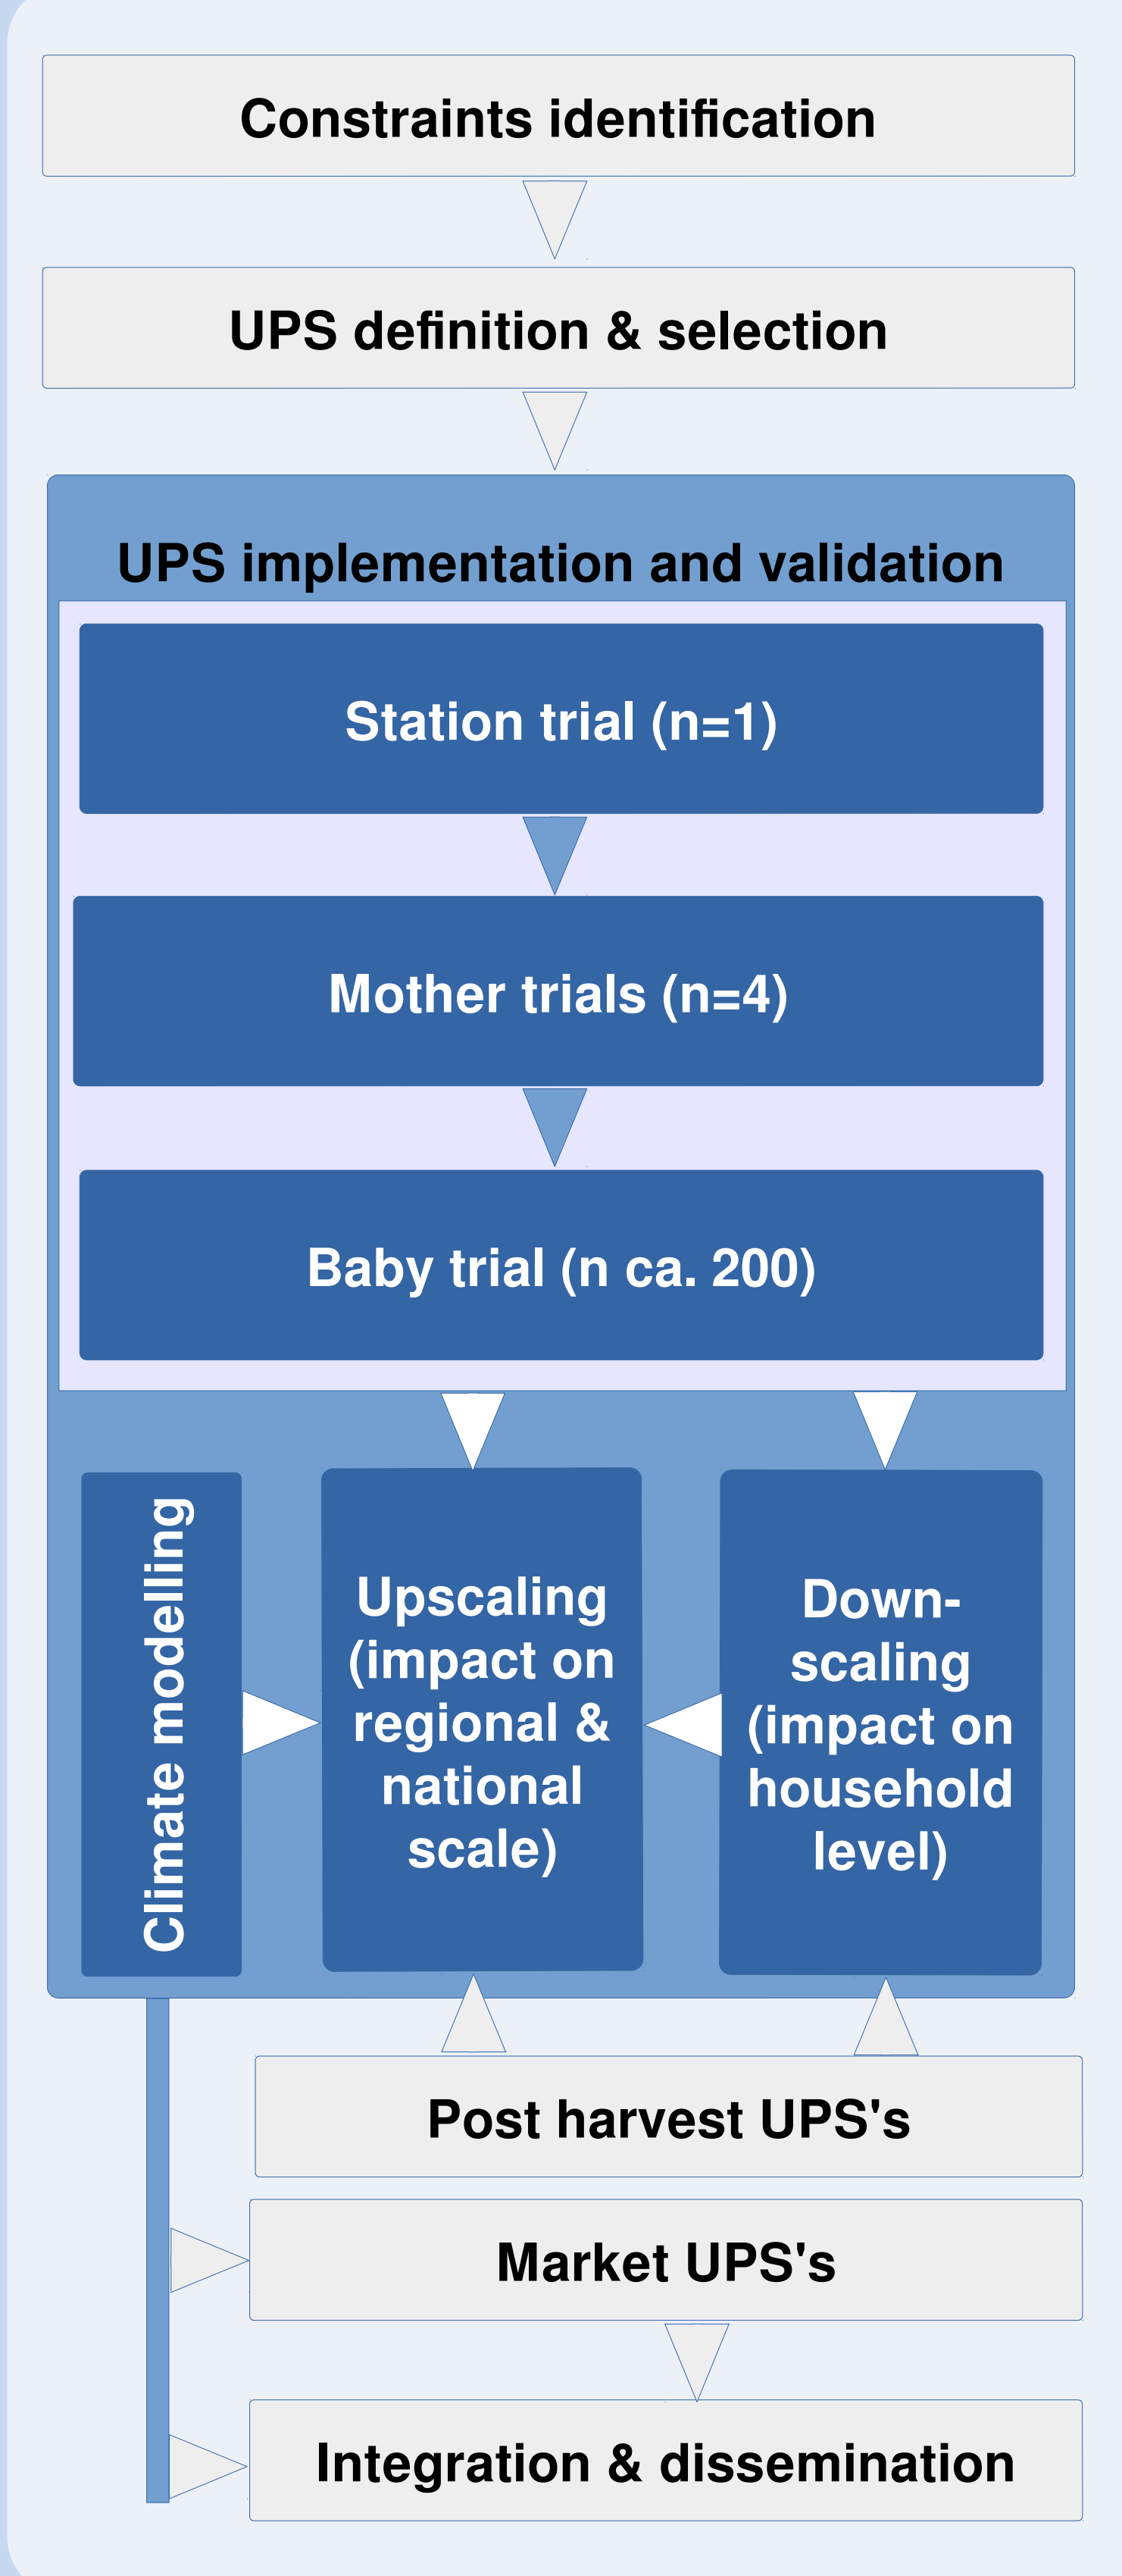 Constraints identification
UPS definition & selection
UPS implementation and validation
Station trial (n=1)
Mother trials (n=4)
Baby trial (n ca. 200)
Climate modelling
Upscaling
(impact on
regional &
national
scale)
Down-
scaling
(impact on
household
level)
Post harvest UPS's
Market UPS's
Integration & dissemination